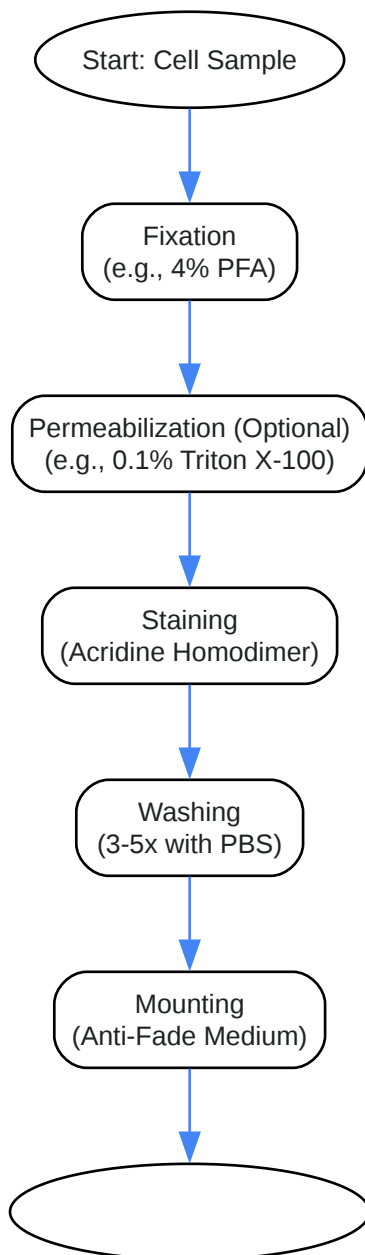 Start: Cell Sample
Fixation
(e.g., 4% PFA)
Permeabilization (Optional)
(e.g., 0.1% Triton X-100)
Staining
(Acridine Homodimer)
Washing
(3-5x with PBS)
Mounting
(Anti-Fade Medium)